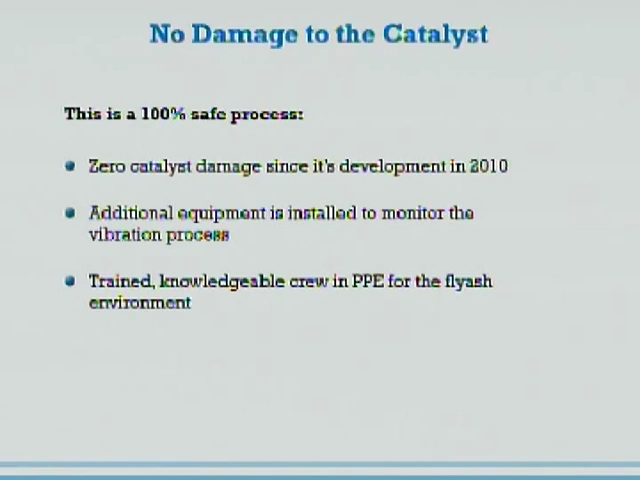 No Damage to the Catalyst
This is a 100% safe process:
Zero catalyst damage since it's development in 2010
Additional equipment is installed to monitor the
vibration process
Trained, knowledgeable crew in PPE for the flyash
environment